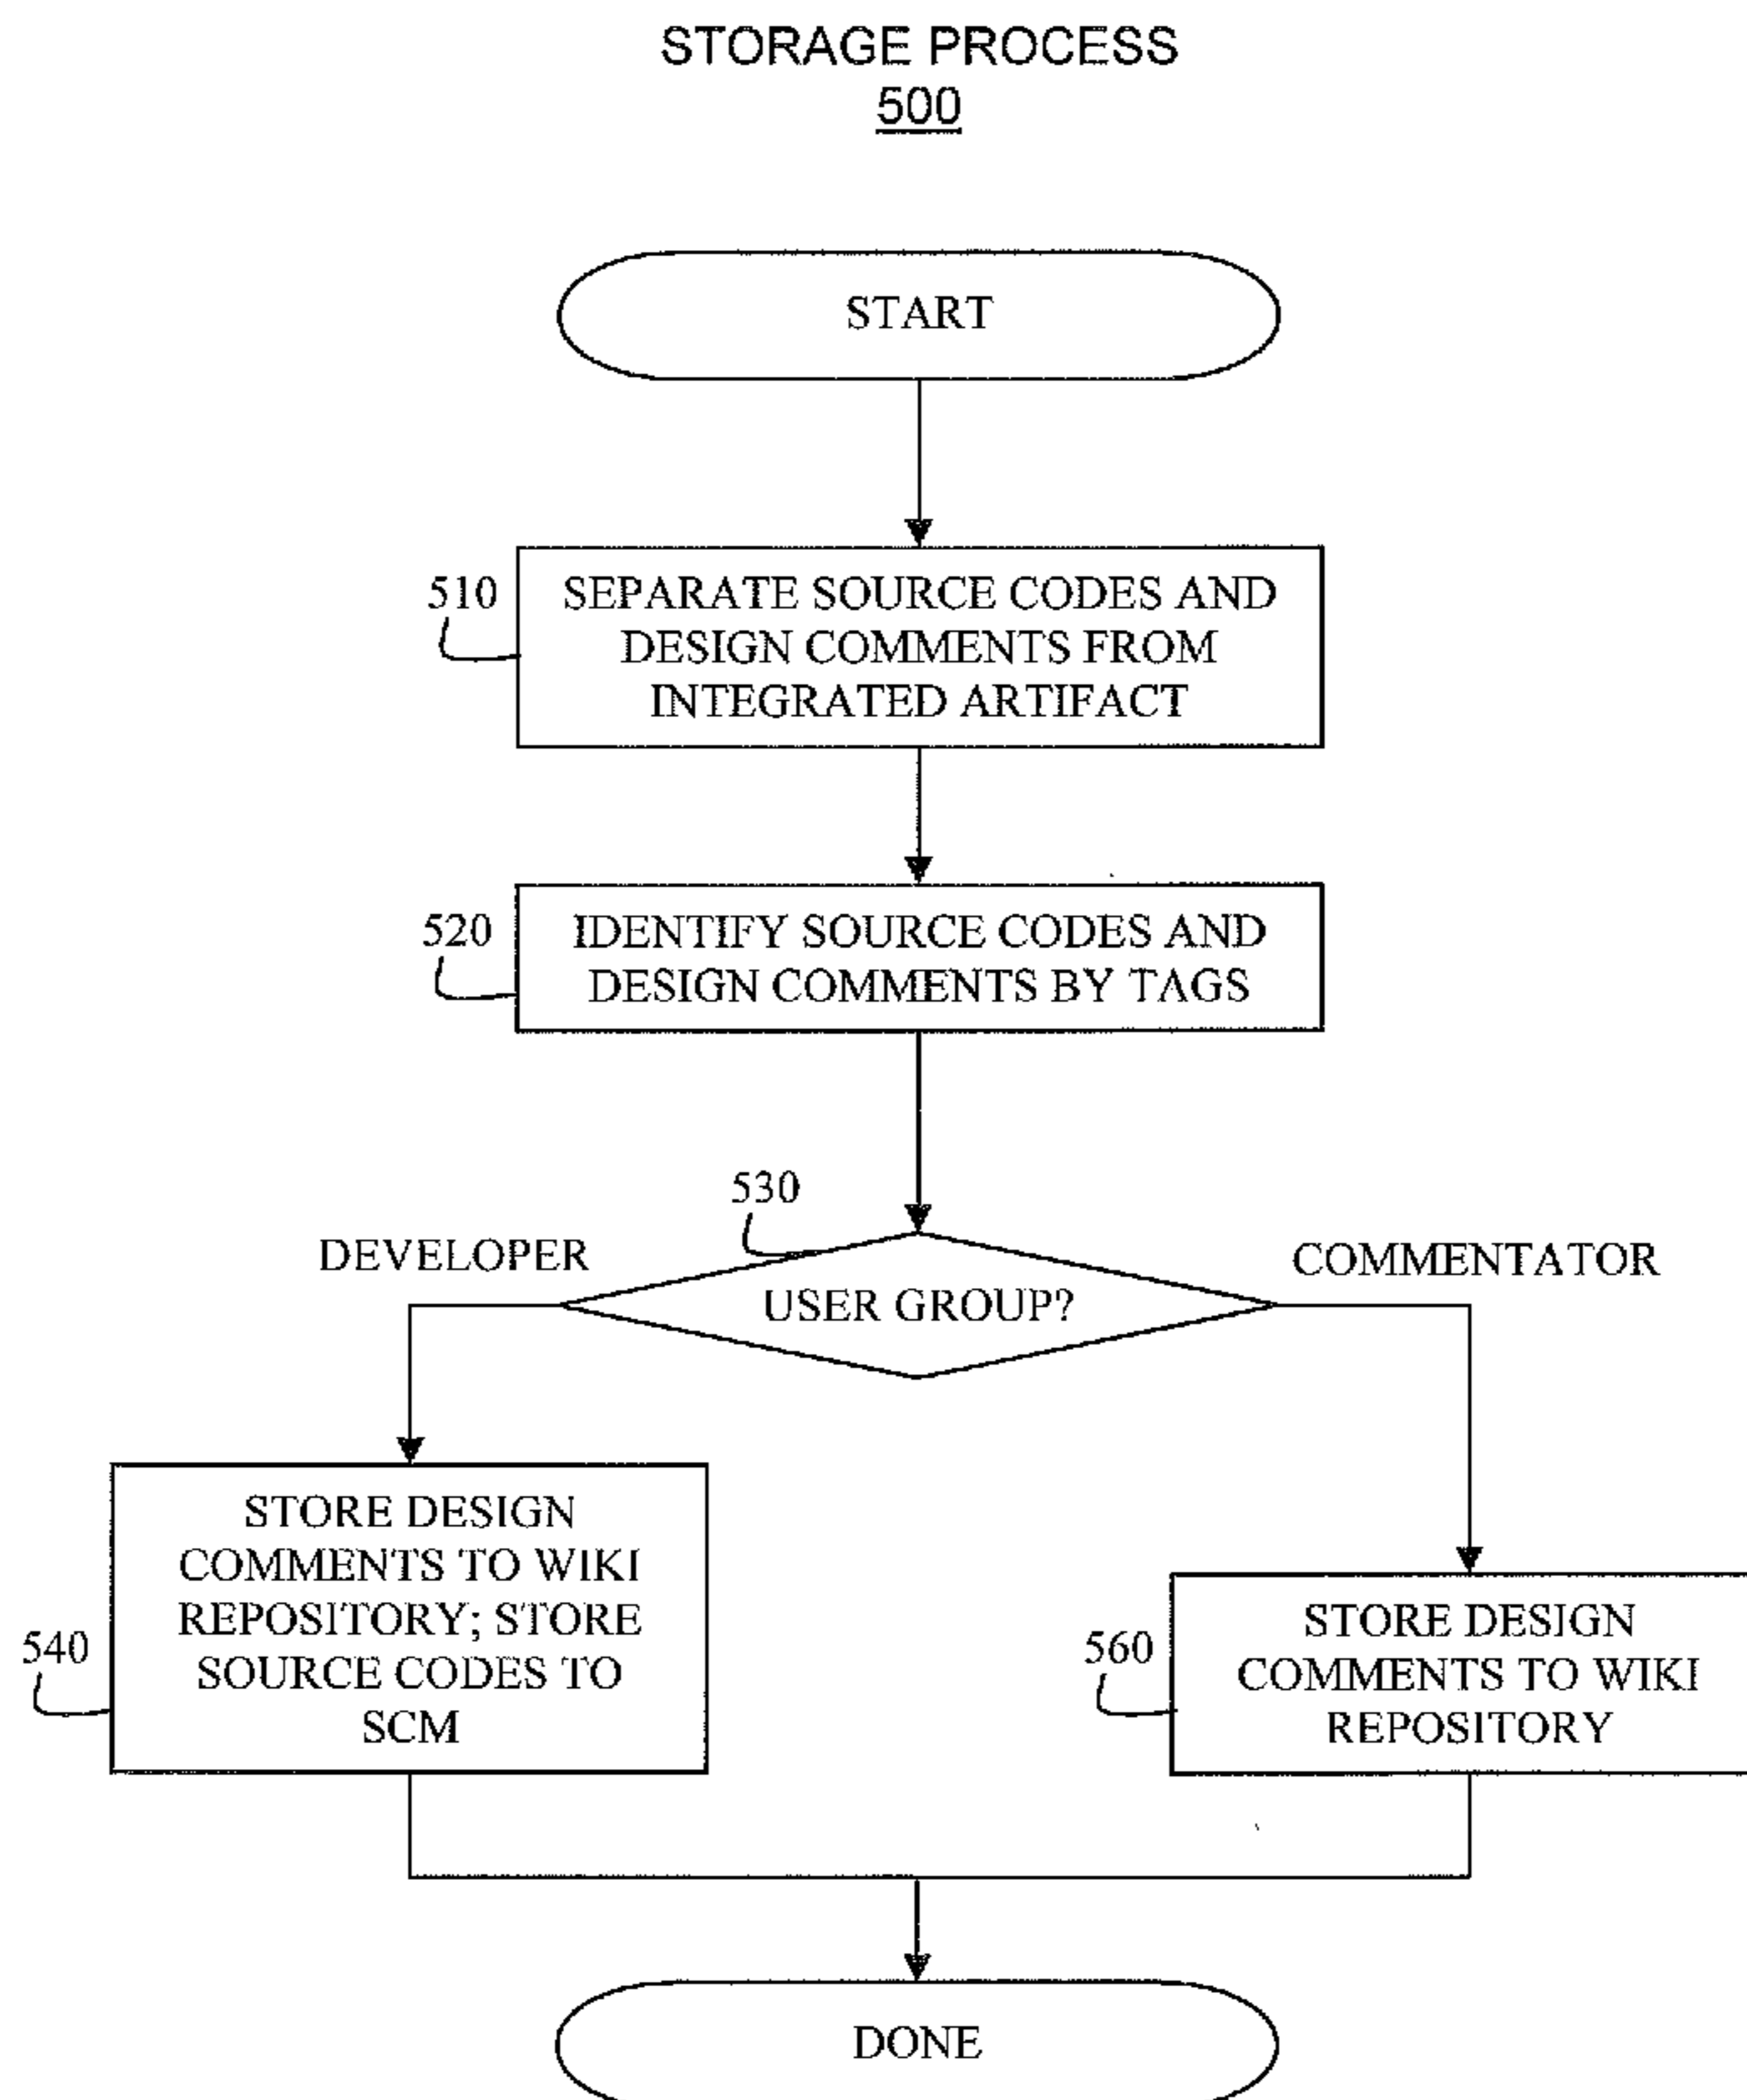 STORAGE PROCESS
500
START
510
SEPARATE SOURCE CODES AND
DESIGN COMMENTS FROM
INTEGRATED ARTIFACT
520
IDENTIFY SOURCE CODES AND
DESIGN COMMENTS BY TAGS
530
DEVELOPER
COMMENTATOR
USER GROUP?
STORE DESIGN
COMMENTS TO WIKI
REPOSITORY; STORE
SOURCE CODES TO
SCM
540
STORE DESIGN
COMMENTS TO WIKI
REPOSITORY
560
DONE